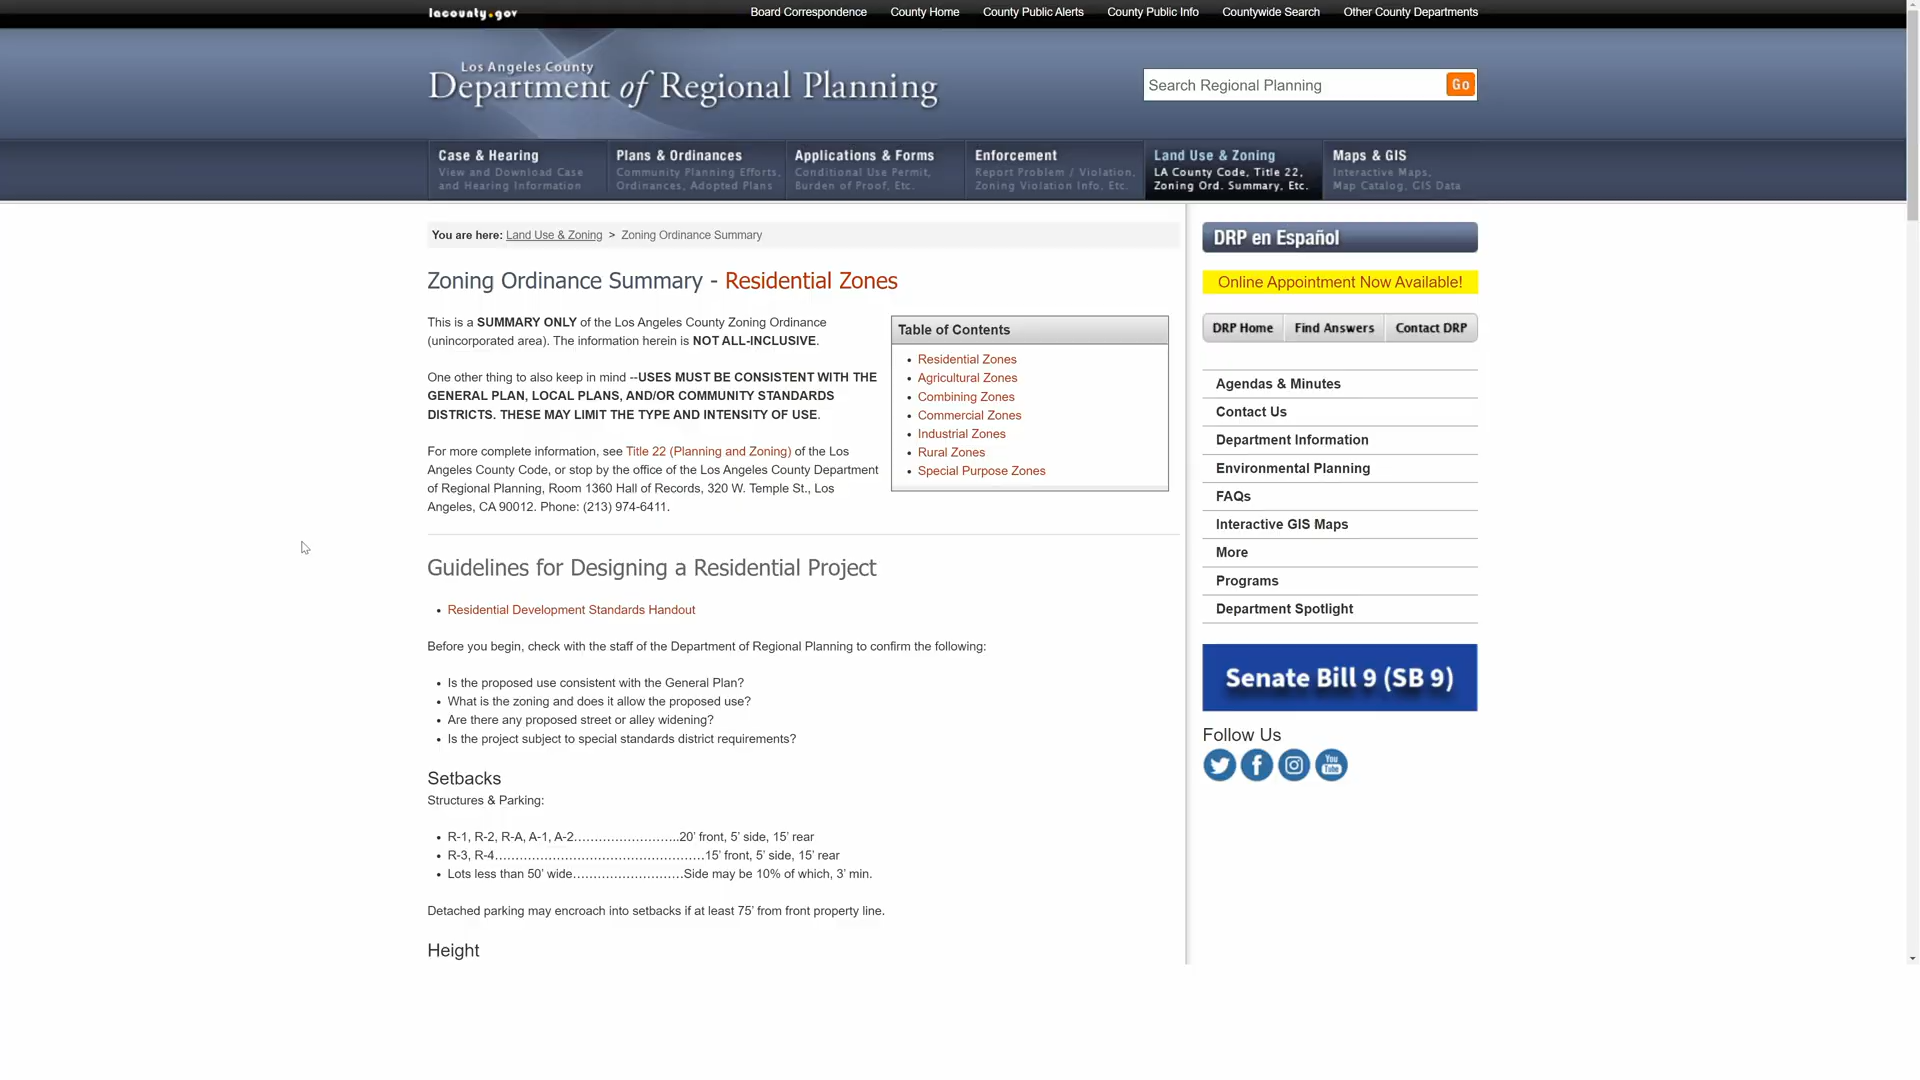 lacounty.gov
Board Correspondence County Home County Public Alerts County Public Info Countywide Search Other County Departments
Los Angeles County
Department of Regional Planning
Search Regional Planning Go
Case & Hearing
View and Download Case
and Hearing Information
Plans & Ordinances
Community Planning Efforts,
Ordinances, Adopted Plans
Applications & Forms
Conditional Use Permit,
Burden of Proof, Etc.
Enforcement
Report Problem / Violation,
Zoning Violation Info, Etc.
Land Use & Zoning
LA County Code, Title 22,
Zoning Ord. Summary, Etc.
Maps & GIS
Interactive Maps,
Map Catalog, GIS Data
You are here: Land Use & Zoning > Zoning Ordinance Summary
Zoning Ordinance Summary - Residential Zones
This is a SUMMARY ONLY of the Los Angeles County Zoning Ordinance
(unincorporated area). The information herein is NOT ALL-INCLUSIVE.
One other thing to also keep in mind --USES MUST BE CONSISTENT WITH THE
GENERAL PLAN, LOCAL PLANS, AND/OR COMMUNITY STANDARDS
DISTRICTS. THESE MAY LIMIT THE TYPE AND INTENSITY OF USE.
For more complete information, see Title 22 (Planning and Zoning) of the Los
Angeles County Code, or stop by the office of the Los Angeles County Department
of Regional Planning, Room 1360 Hall of Records, 320 W. Temple St., Los
Angeles, CA 90012. Phone: (213) 974-6411.
Table of Contents
• Residential Zones
• Agricultural Zones
• Combining Zones
• Commercial Zones
• Industrial Zones
• Rural Zones
• Special Purpose Zones
Guidelines for Designing a Residential Project
• Residential Development Standards Handout
Before you begin, check with the staff of the Department of Regional Planning to confirm the following:
• Is the proposed use consistent with the General Plan?
• What is the zoning and does it allow the proposed use?
• Are there any proposed street or alley widening?
• Is the project subject to special standards district requirements?
Setbacks
Structures & Parking:
• R-1, R-2, R-A, A-1, A-2……………………..20’ front, 5’ side, 15’ rear
• R-3, R-4……………………………………………15’ front, 5’ side, 15’ rear
• Lots less than 50’ wide………………………Side may be 10% of which, 3’ min.
Detached parking may encroach into setbacks if at least 75’ from front property line.
Height
DRP en Español
Online Appointment Now Available!
DRP Home Find Answers Contact DRP
Agendas & Minutes
Contact Us
Department Information
Environmental Planning
FAQs
Interactive GIS Maps
More
Programs
Department Spotlight
Senate Bill 9 (SB 9)
Follow Us
You Tube